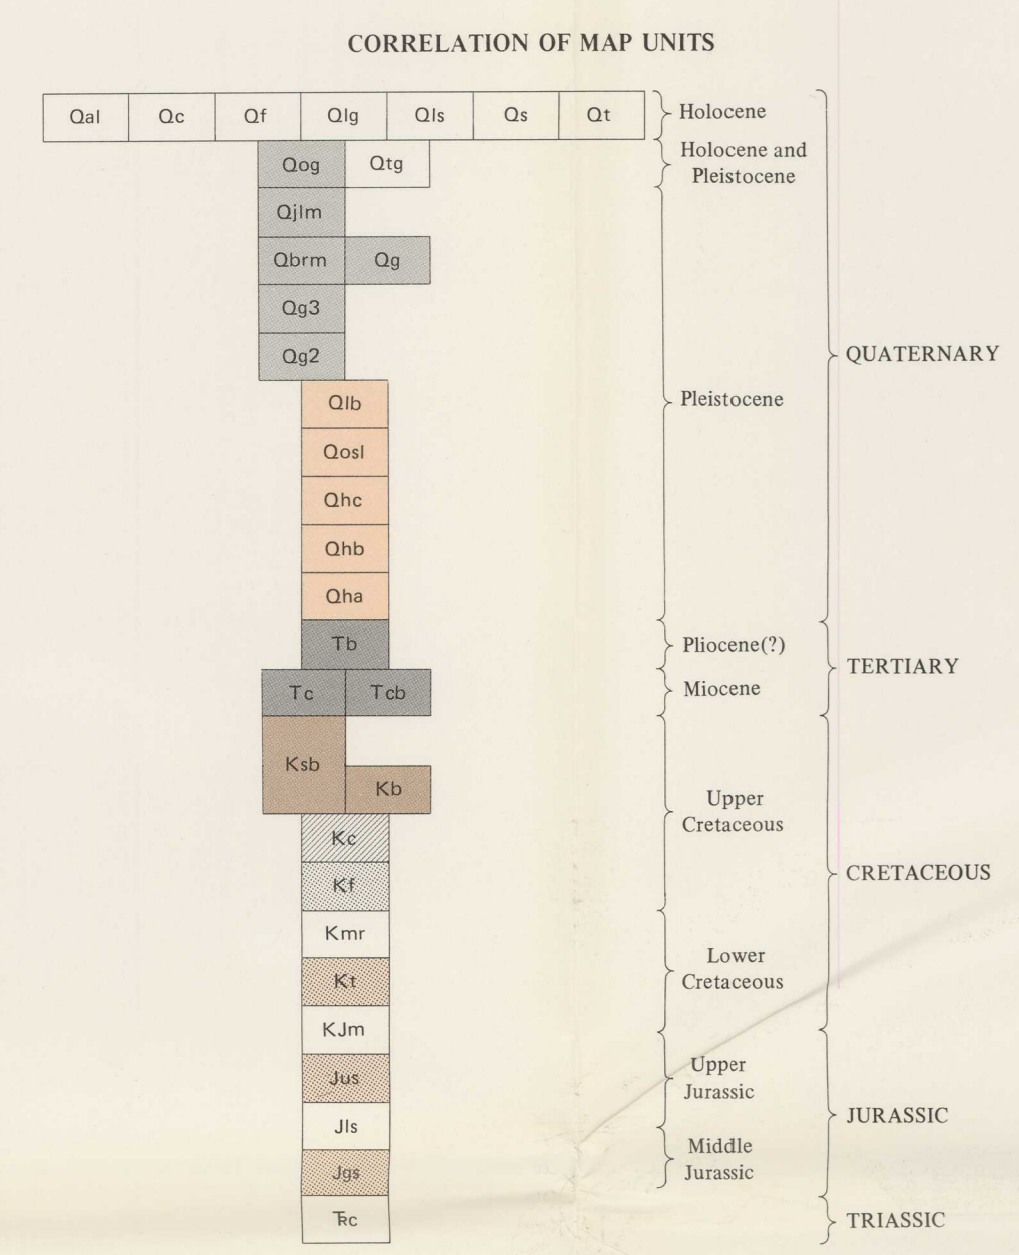 CORRELATION OF MAP UNITS
Qal Qc Qf Qlg Qls Qs Qt Holocene
Qog Qtg Holocene and
Pleistocene
Qjlm
Qbrm Qg
Qg3
Qg2 QUATERNARY
Qlb Pleistocene
Qosl
Qhc
Qhb
Qha
Tb Pliocene(?)
TERTIARY
Tc Tcb Miocene
Ksb
Kb Upper
Cretaceous
Kc
Kf CRETACEOUS
Kmr
Lower
Kt Cretaceous
KJm
Jus Upper
Jurassic
Jls JURASSIC
Jgs Middle
Jurassic
TRc TRIASSIC